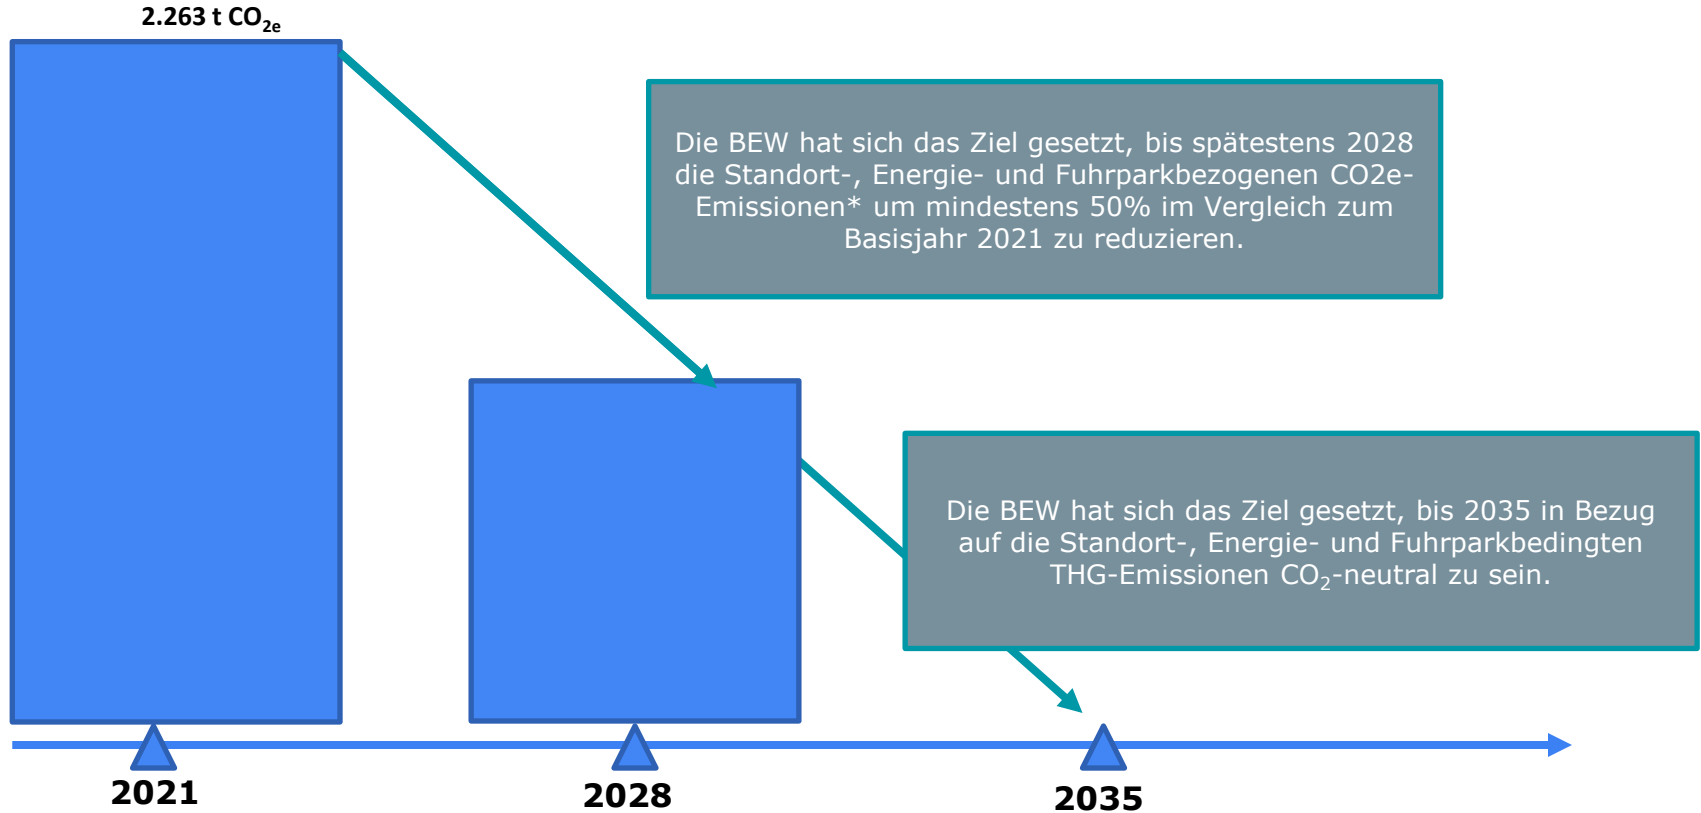 2.263 t CO₂ₑ
Die BEW hat sich das Ziel gesetzt, bis spätestens 2028
die Standort-, Energie- und Fuhrparkbezogenen CO2e-
Emissionen* um mindestens 50% im Vergleich zum
Basisjahr 2021 zu reduzieren.
Die BEW hat sich das Ziel gesetzt, bis 2035 in Bezug
auf die Standort-, Energie- und Fuhrparkbedingten
THG-Emissionen CO₂-neutral zu sein.
2021
2028
2035